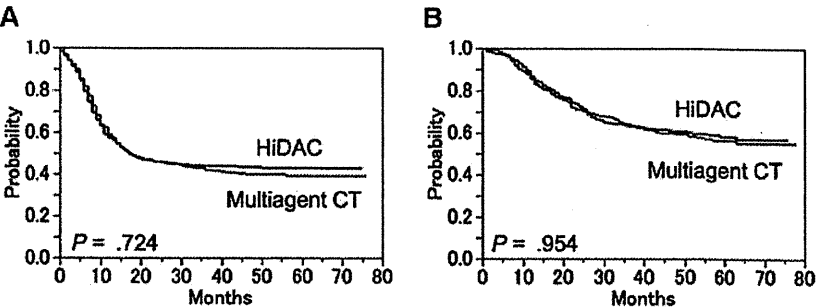 A
Probability
1.0
0.8
0.6
0.4
0.2
0.0
HiDAC
Multiagent CT
P = .724
0 10 20 30 40 50 60 70 80
Months
B
Probability
1.0
0.8
0.6
0.4
0.2
0.0
HiDAC
Multiagent CT
P = .954
0 10 20 30 40 50 60 70 80
Months